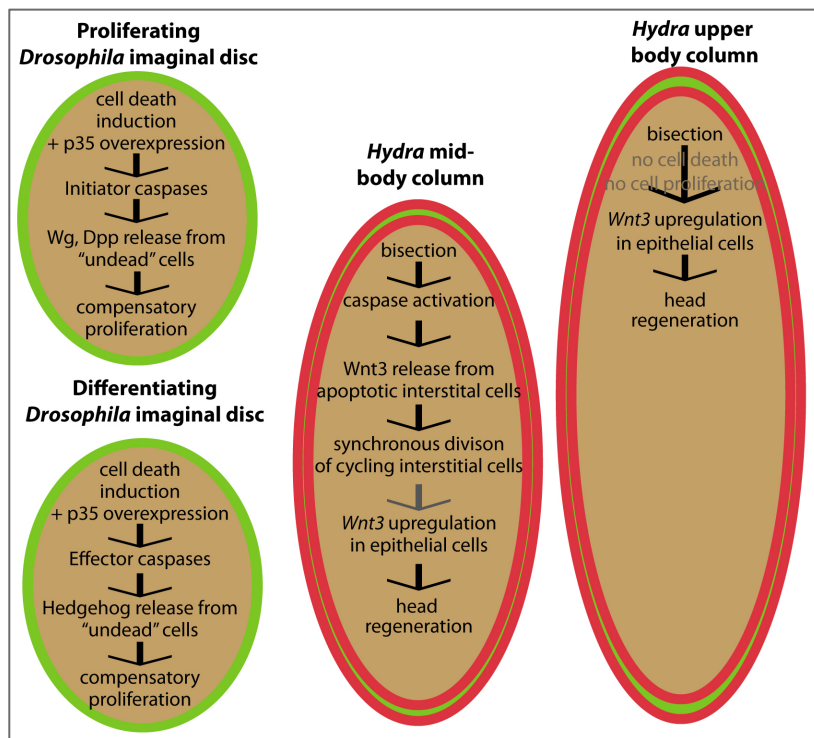 Proliferating
Drosophila imaginal disc
cell death
induction
+ p35 overexpression
Initiator caspases
Wg, Dpp release from
“undead” cells
compensatory
proliferation
Differentiating
Drosophila imaginal disc
cell death
induction
+ p35 overexpression
Effector caspases
Hedgehog release from
“undead” cells
compensatory
proliferation
Hydra mid-
body column
bisection
caspase activation
Wnt3 release from
apoptotic interstital cells
synchronous divison
of cycling interstitial cells
Wnt3 upregulation
in epithelial cells
head
regeneration
Hydra upper
body column
bisection
no cell death
no cell proliferation
Wnt3 upregulation
in epithelial cells
head
regeneration